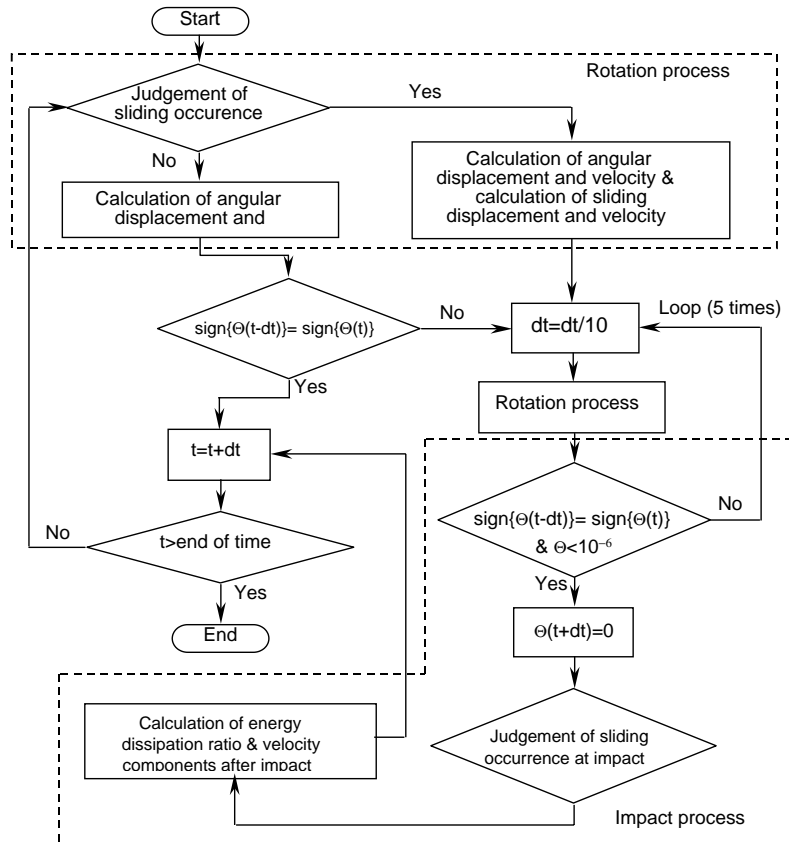 Start
Rotation process
Judgement of
sliding occurence
Yes
No
Calculation of angular
displacement and
Calculation of angular
displacement and velocity &
calculation of sliding
displacement and velocity
sign{Θ(t-dt)}= sign{Θ(t)}
No
dt=dt/10
Loop (5 times)
Yes
Rotation process
t=t+dt
sign{Θ(t-dt)}= sign{Θ(t)}
& Θ<10⁻⁶
No
No
t>end of time
Yes
Yes
End
Θ(t+dt)=0
Calculation of energy
dissipation ratio & velocity
components after impact
Judgement of sliding
occurrence at impact
Impact process